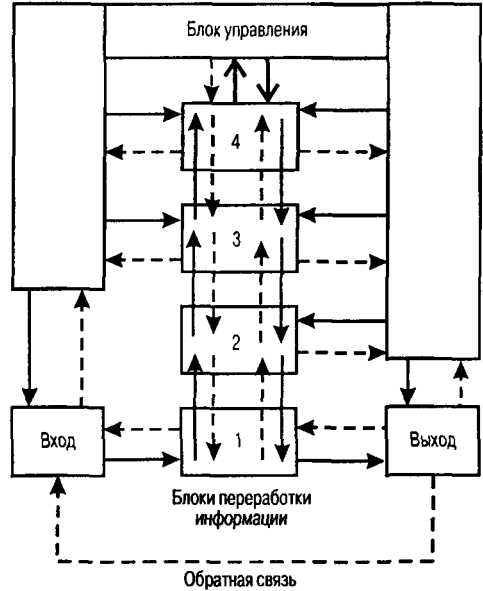 Блок управления
4
3
2
Вход
1
Выход
Блоки переработки
информации
Обратная связь